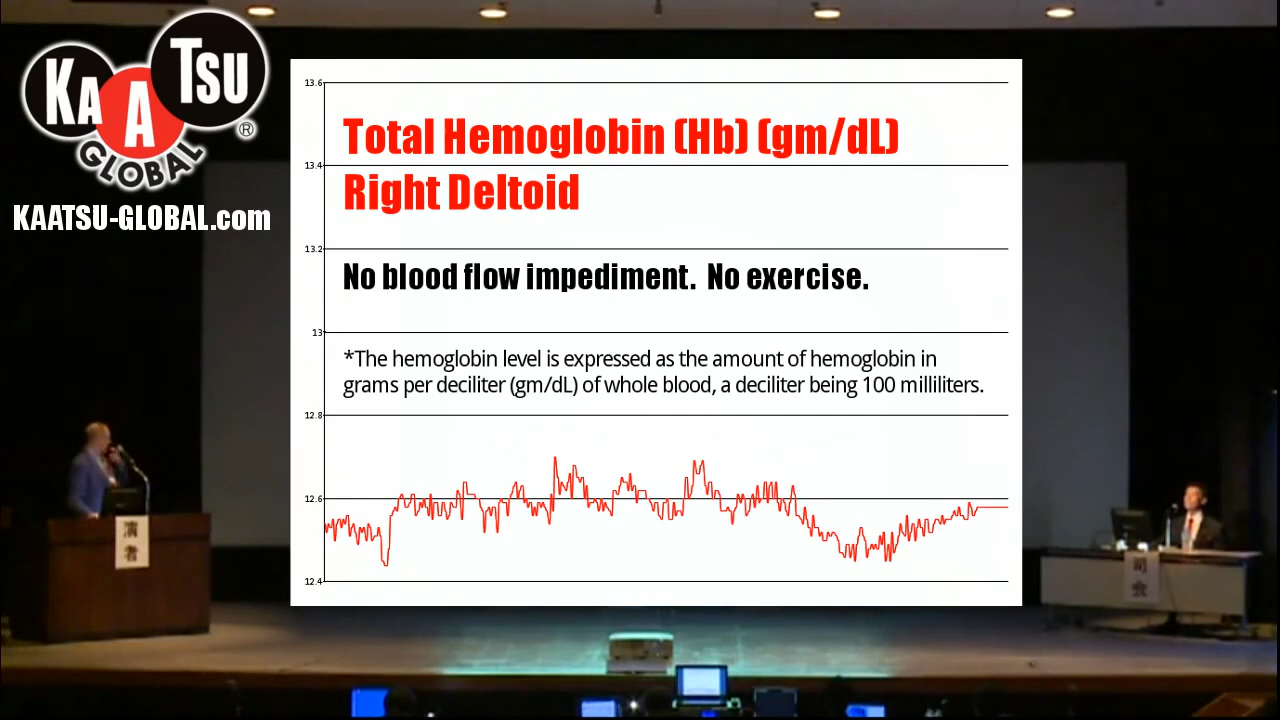 KAATSU
GLOBAL
®
KAATSU-GLOBAL.com
13.6
Total Hemoglobin (Hb) (gm/dL)
13.4
Right Deltoid
13.2
No blood flow impediment. No exercise.
13
*The hemoglobin level is expressed as the amount of hemoglobin in
grams per deciliter (gm/dL) of whole blood, a deciliter being 100 milliliters.
12.8
12.6
12.4
演者
司会